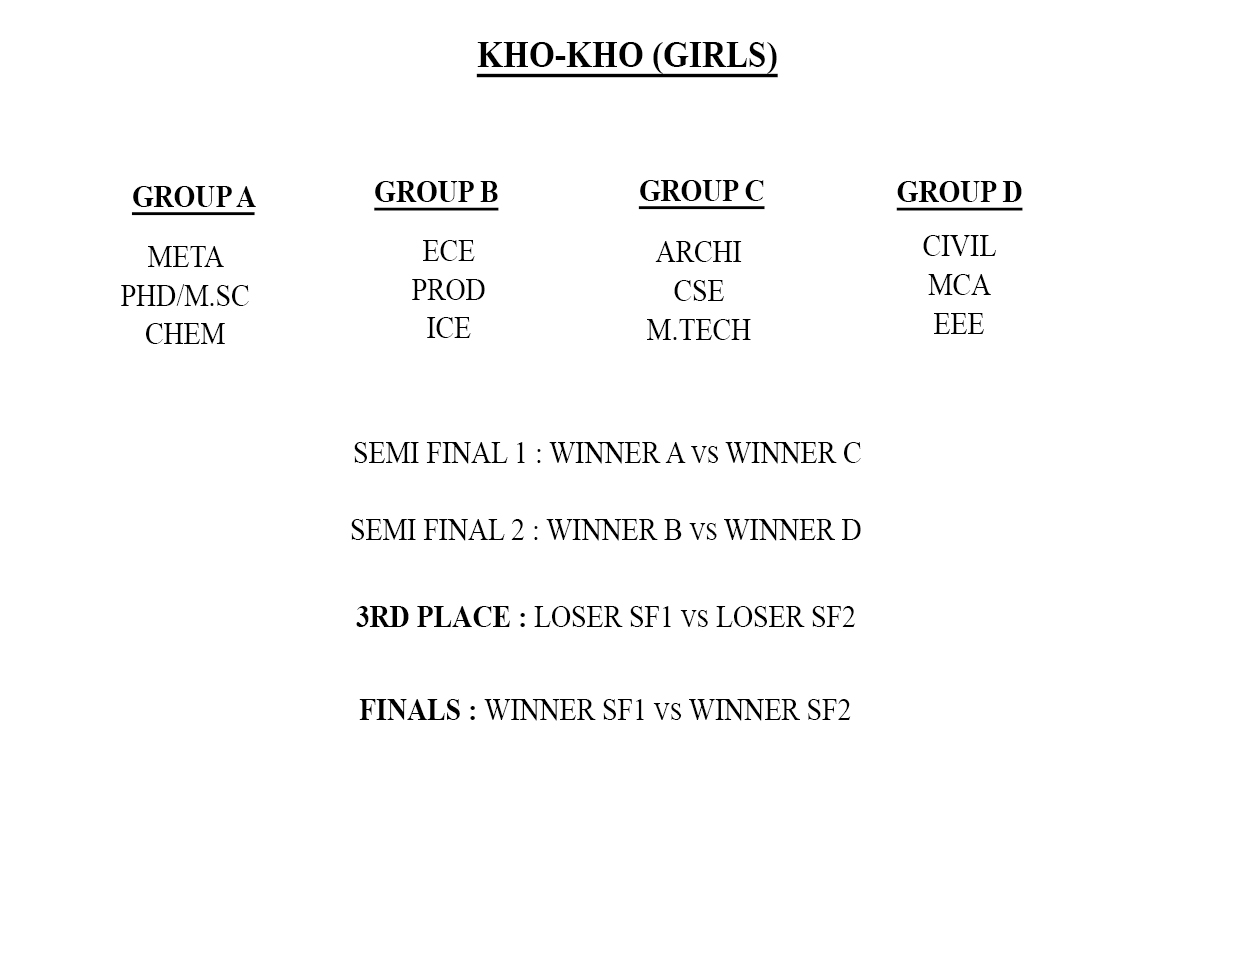 KHO-KHO (GIRLS)
GROUP A
META
PHD/M.SC
CHEM
GROUP B
ECE
PROD
ICE
GROUP C
ARCHI
CSE
M.TECH
GROUP D
CIVIL
MCA
EEE
SEMI FINAL 1 : WINNER A VS WINNER C
SEMI FINAL 2 : WINNER B VS WINNER D
3RD PLACE : LOSER SF1 VS LOSER SF2
FINALS : WINNER SF1 VS WINNER SF2